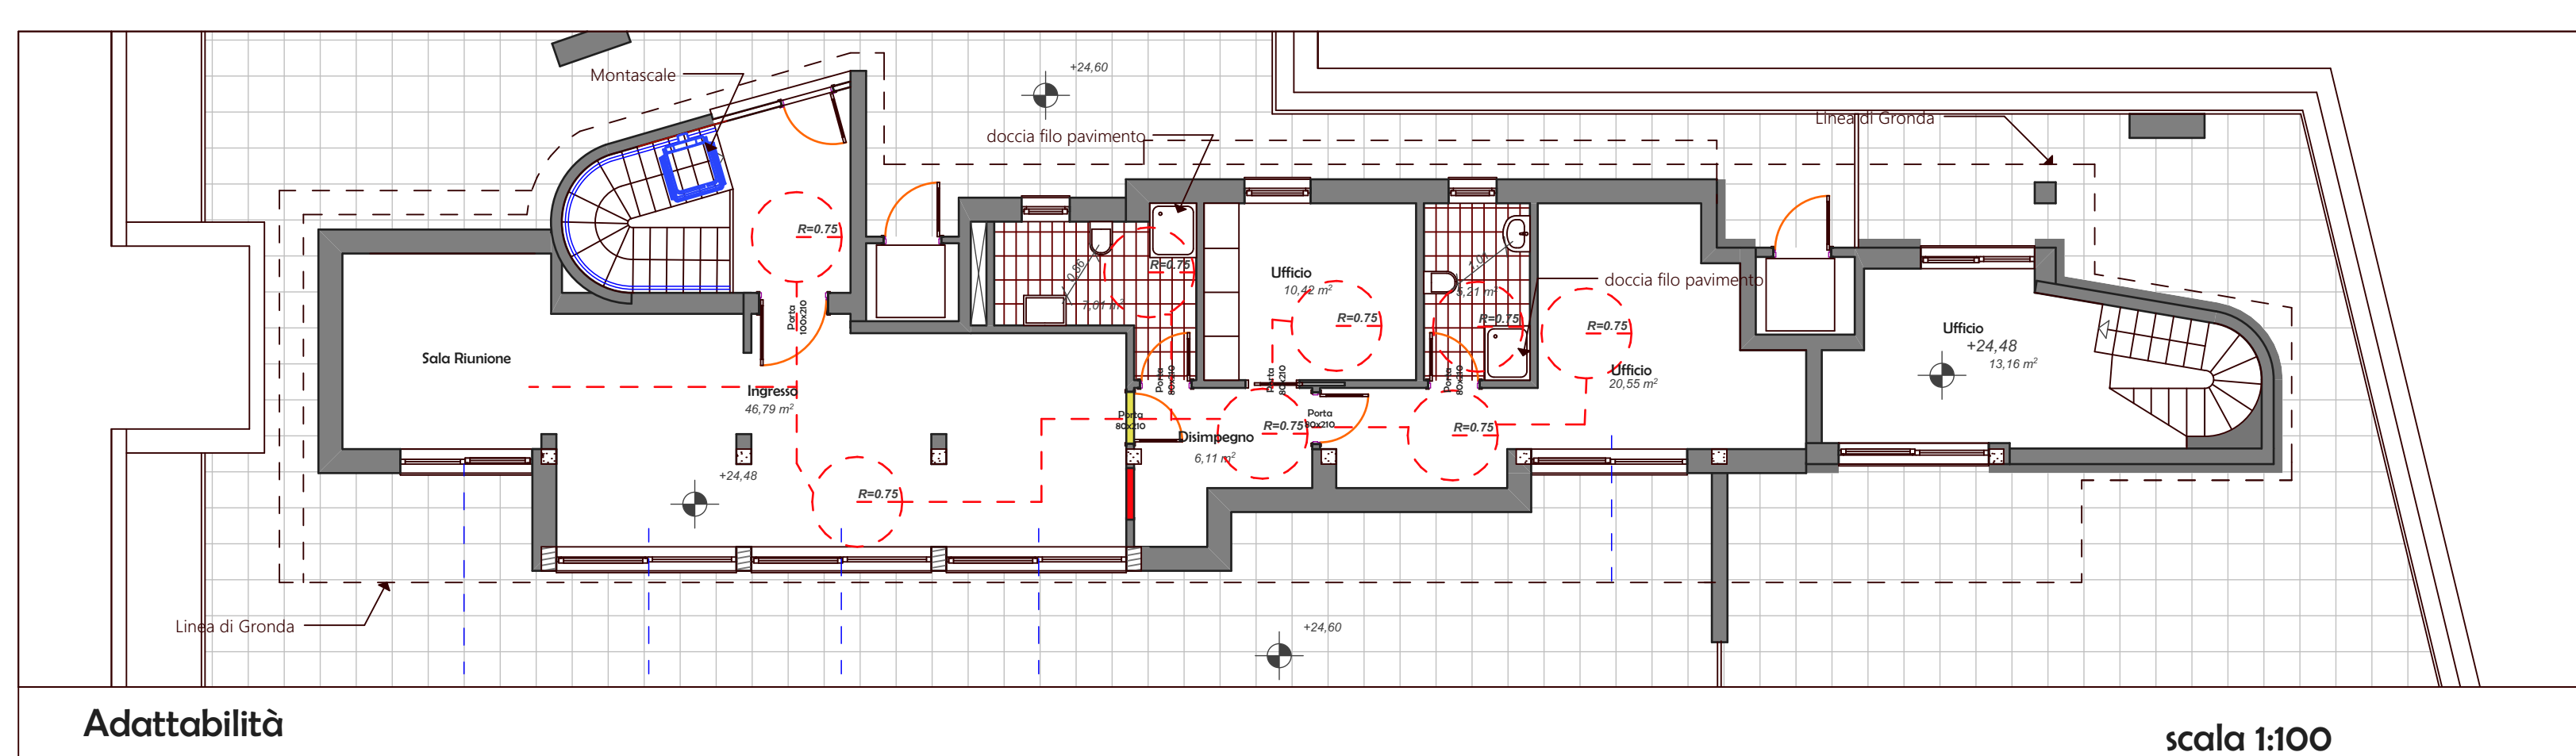 +24,60
Montascale
Linea di Gronda
doccia filo pavimento
R=0.75
R=0.75
Ufficio
10,42 m²
0,86
7,01 m²
1,01
5,21 m²
doccia filo pavimento
Porta
100x210
R=0.75
R=0.75
R=0.75
Ufficio
+24,48
13,16 m²
Sala Riunione
Ingresso
46,79 m²
Porta
80x210
Porta
80x210
Porta
80x210
Ufficio
20,55 m²
Porta
80x210
Porta
80x210
Disimpegno
6,11 m²
R=0.75
R=0.75
+24,48
R=0.75
Linea di Gronda
+24,60
Adattabilità
scala 1:100